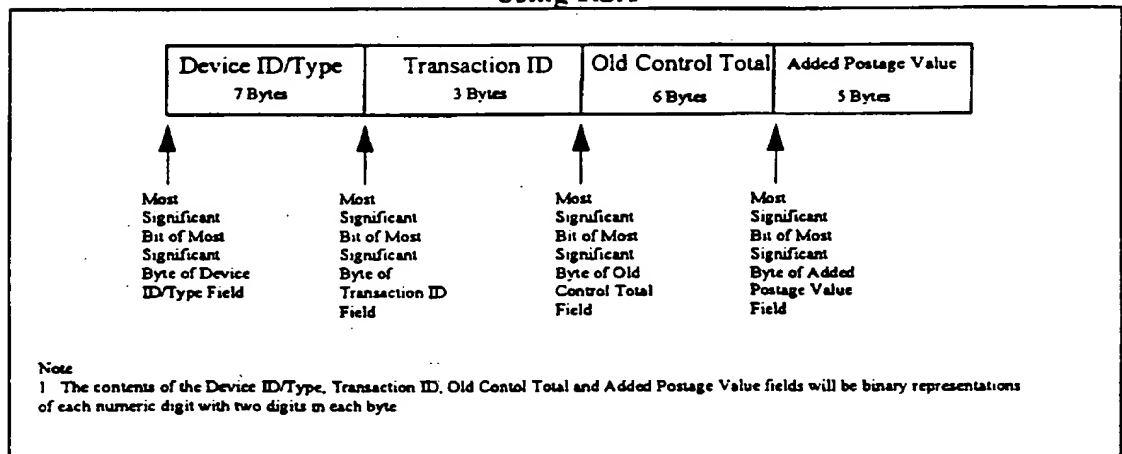 Device ID/Type Transaction ID Old Control Total Added Postage Value
7 Bytes 3 Bytes 6 Bytes 5 Bytes
Most
Significant
Bit of Most
Significant
Byte of Device
ID/Type Field
Most
Significant
Bit of Most
Significant
Byte of
Transaction ID
Field
Most
Significant
Bit of Most
Significant
Byte of Old
Control Total
Field
Most
Significant
Bit of Most
Significant
Byte of Added
Postage Value
Field
Note
1 The contents of the Device ID/Type, Transaction ID, Old Contol Total and Added Postage Value fields will be binary representations
of each numeric digit with two digits in each byte